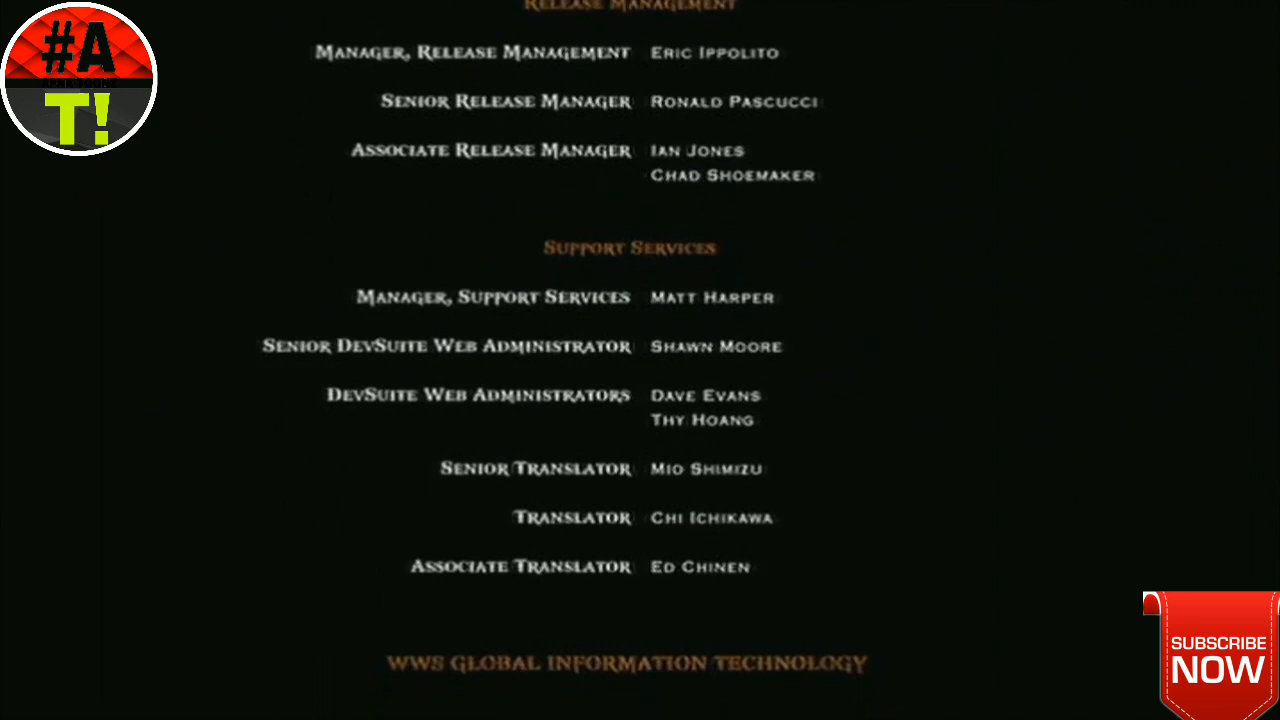 Release Management
Manager, Release Management Eric Ippolito
Senior Release Manager Ronald Pascucci
Associate Release Manager Ian Jones
Chad Shoemaker
Support Services
Manager, Support Services Matt Harper
Senior DevSuite Web Administrator Shawn Moore
DevSuite Web Administrators Dave Evans
Thy Hoang
Senior Translator Mio Shimizu
Translator Chi Ichikawa
Associate Translator Ed Chinen
WWS GLOBAL INFORMATION TECHNOLOGY
#A
T!
SUBSCRIBE
NOW